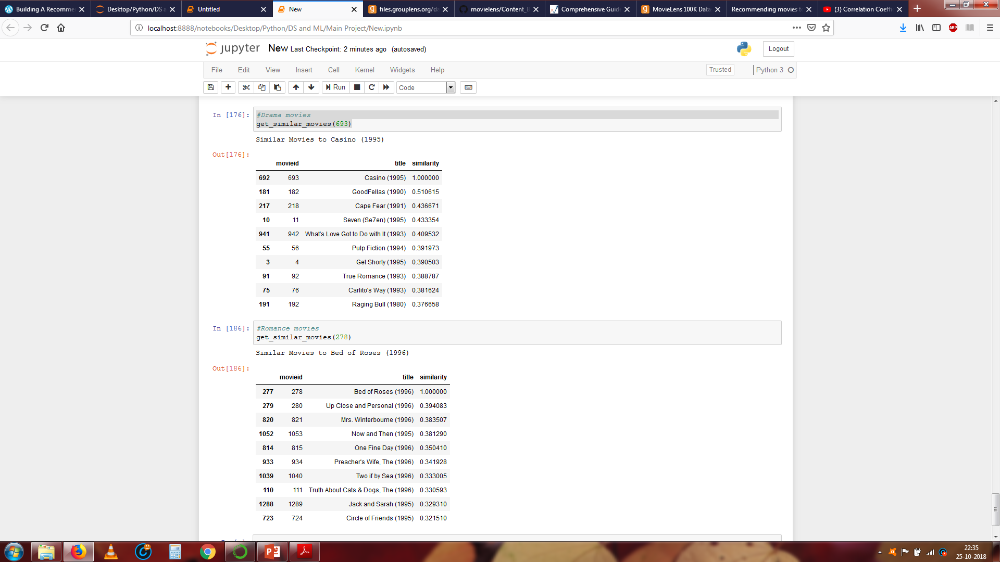 Building A Recommen
Desktop/Python/DS a
Untitled
New
files.grouplens.org/da
movielens/Content_B
Comprehensive Guide
MovieLens 100K Datas
Recommending movies to
(3) Correlation Coeffi
localhost:8888/notebooks/Desktop/Python/DS and ML/Main Project/New.ipynb
ABP
jupyter New Last Checkpoint: 2 minutes ago (autosaved)
Logout
File Edit View Insert Cell Kernel Widgets Help
Trusted
Python 3
Run
Code
In [176]: #Drama movies
get_similar_movies(693)
Similar Movies to Casino (1995)
Out[176]:
movieid title similarity
692 693 Casino (1995) 1.000000
181 182 GoodFellas (1990) 0.510615
217 218 Cape Fear (1991) 0.436671
10 11 Seven (Se7en) (1995) 0.433354
941 942 What's Love Got to Do with It (1993) 0.409532
55 56 Pulp Fiction (1994) 0.391973
3 4 Get Shorty (1995) 0.390503
91 92 True Romance (1993) 0.388787
75 76 Carlito's Way (1993) 0.381624
191 192 Raging Bull (1980) 0.376658
In [186]: #Romance movies
get_similar_movies(278)
Similar Movies to Bed of Roses (1996)
Out[186]:
movieid title similarity
277 278 Bed of Roses (1996) 1.000000
279 280 Up Close and Personal (1996) 0.394083
820 821 Mrs. Winterbourne (1996) 0.383507
1052 1053 Now and Then (1995) 0.381290
814 815 One Fine Day (1996) 0.350410
933 934 Preacher's Wife, The (1996) 0.341928
1039 1040 Two if by Sea (1996) 0.333005
110 111 Truth About Cats & Dogs, The (1996) 0.330593
1288 1289 Jack and Sarah (1995) 0.329310
723 724 Circle of Friends (1995) 0.321510
22:35
25-10-2018